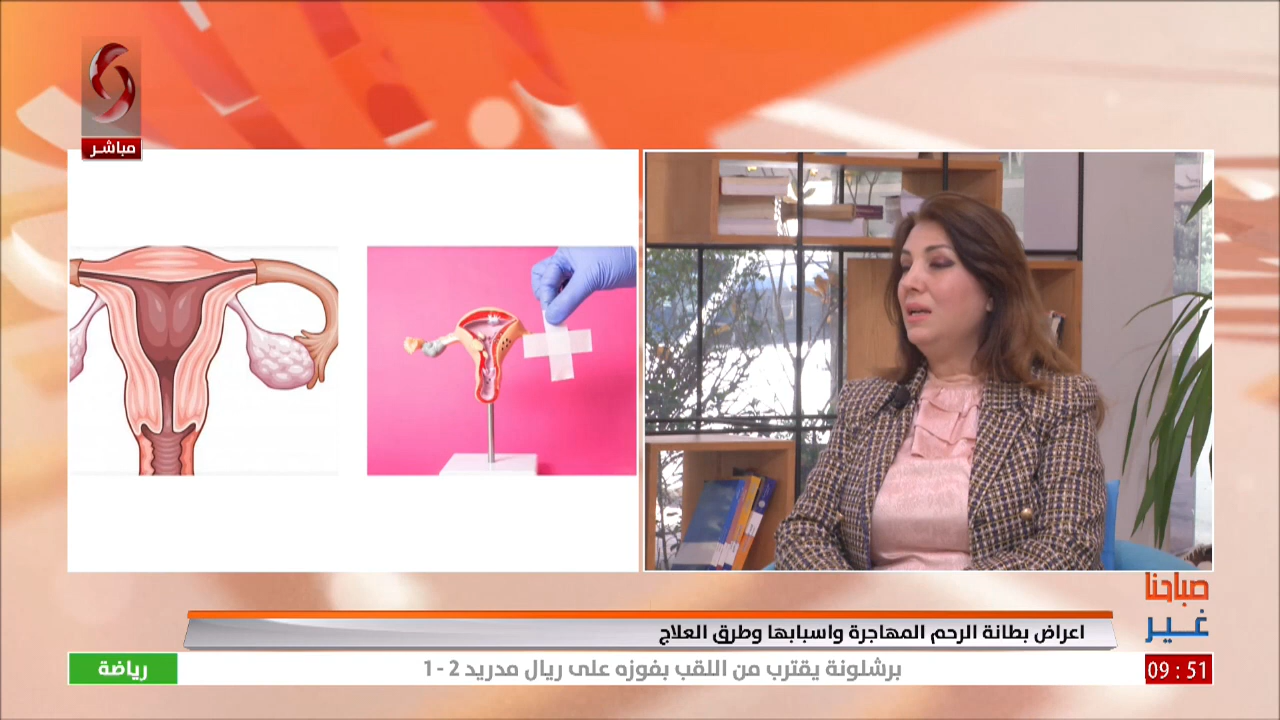 مباشر
صباحنا
غير
اعراض بطانة الرحم المهاجرة واسبابها وطرق العلاج
رياضة
برشلونة يقترب من اللقب بفوزه على ريال مدريد 2 - 1
09 : 51